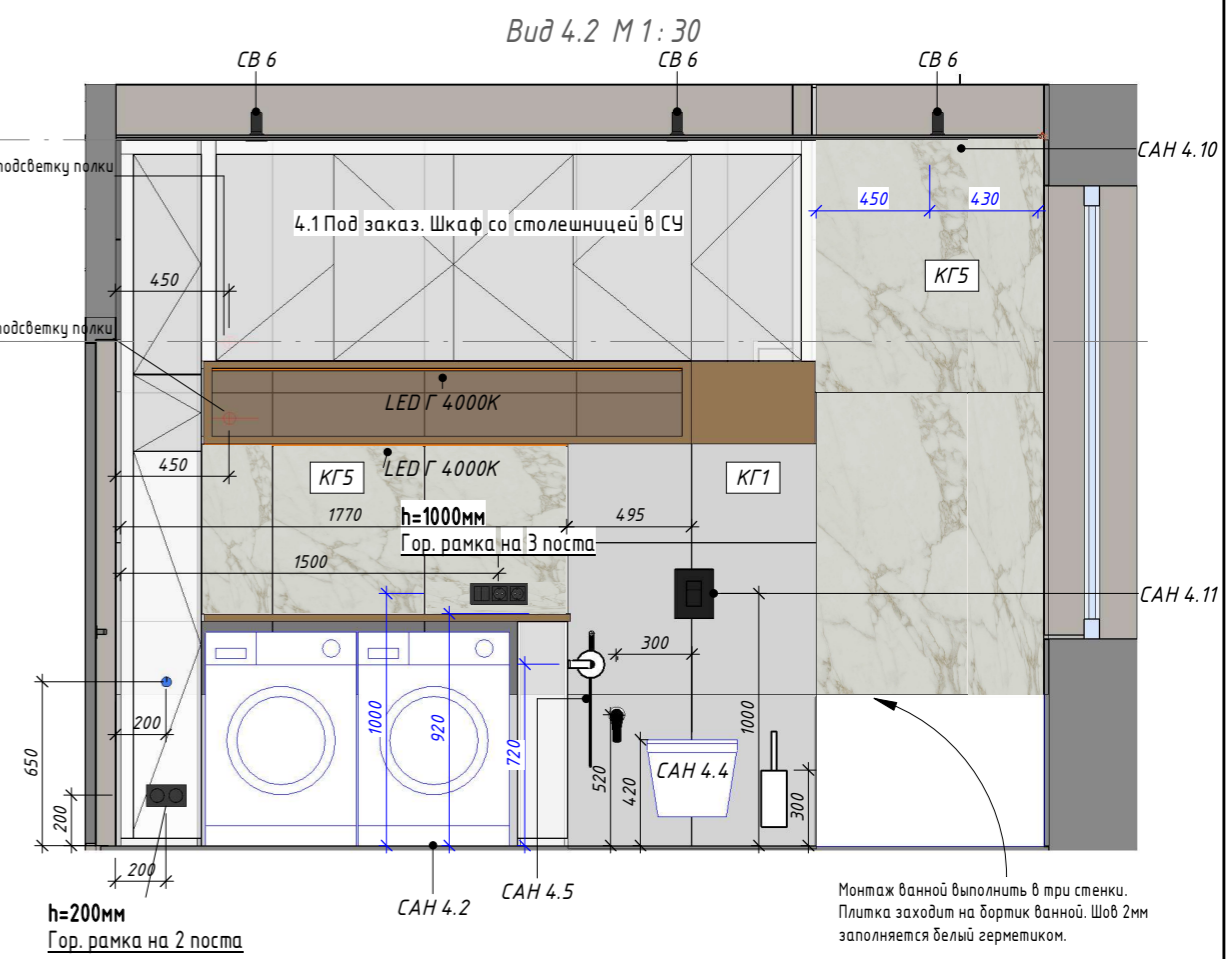 Вид 4.2 М 1 : 30
СВ 6
СВ 6
СВ 6
подсветку полки
САН 4.10
450
430
4.1 Под заказ. Шкаф со столешницей в СУ
КГ5
450
подсветку полки
LED Г 4000К
450
КГ5
LED Г 4000К
КГ1
1770
h=1000мм
495
Гор. рамка на 3 поста
1500
САН 4.11
300
650
200
1000
920
720
520
420
САН 4.4
1000
300
200
200
САН 4.5
САН 4.2
h=200мм
Гор. рамка на 2 поста
Монтаж ванной выполнить в три стенки.
Плитка заходит на бортик ванной. Шов 2мм
заполняется белый герметиком.